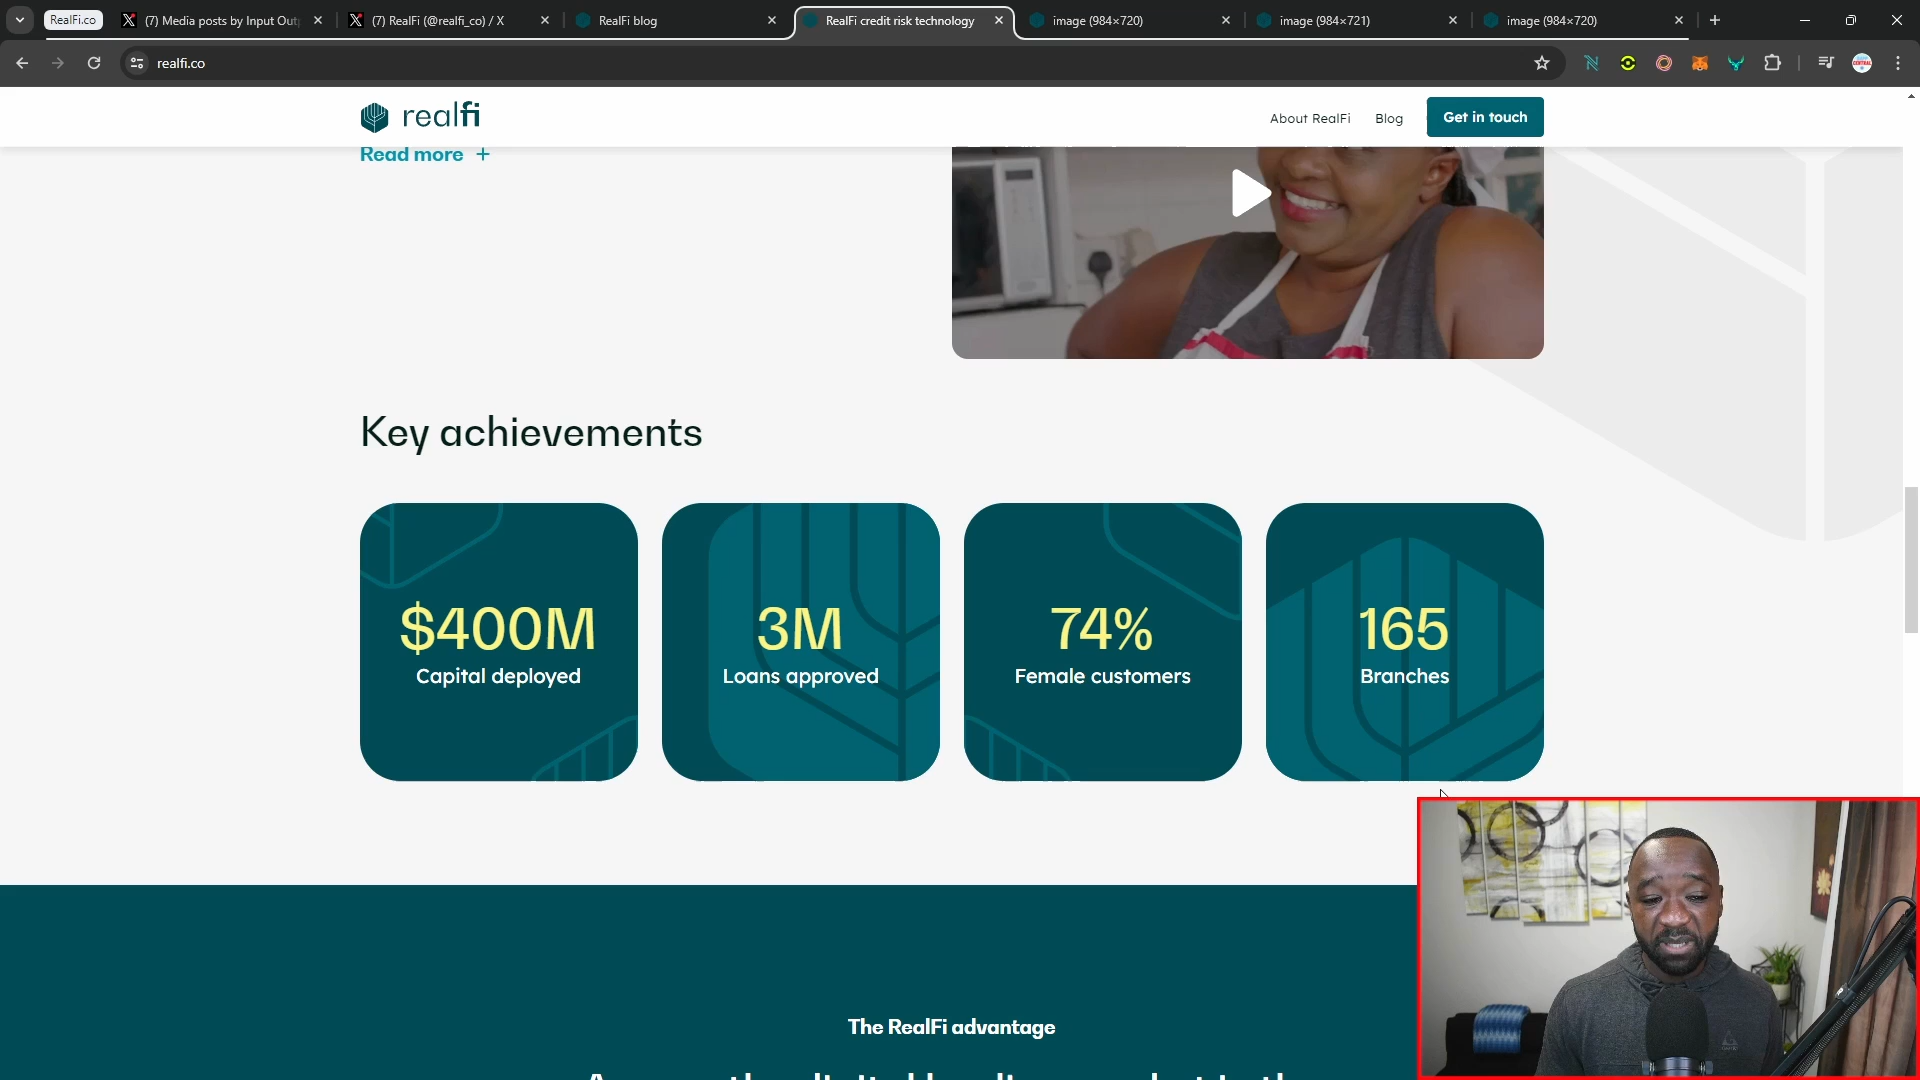 RealFi.co
(7) Media posts by Input Outp
(7) RealFi (@realfi_co) / X
RealFi blog
RealFi credit risk technology
image (984×720)
image (984×721)
image (984×720)
realfi.co
realfi
About RealFi
Blog
Get in touch
Read more +
Key achievements
$400M
Capital deployed
3M
Loans approved
74%
Female customers
165
Branches
The RealFi advantage